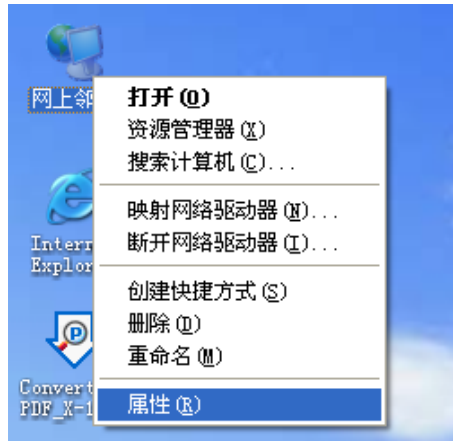 网上邻
打开(O)
资源管理器(X)
搜索计算机(C)...
映射网络驱动器(N)...
断开网络驱动器(I)...
Intern
Explor
创建快捷方式(S)
删除(D)
重命名(M)
Convert
PDF_X-1
属性(R)